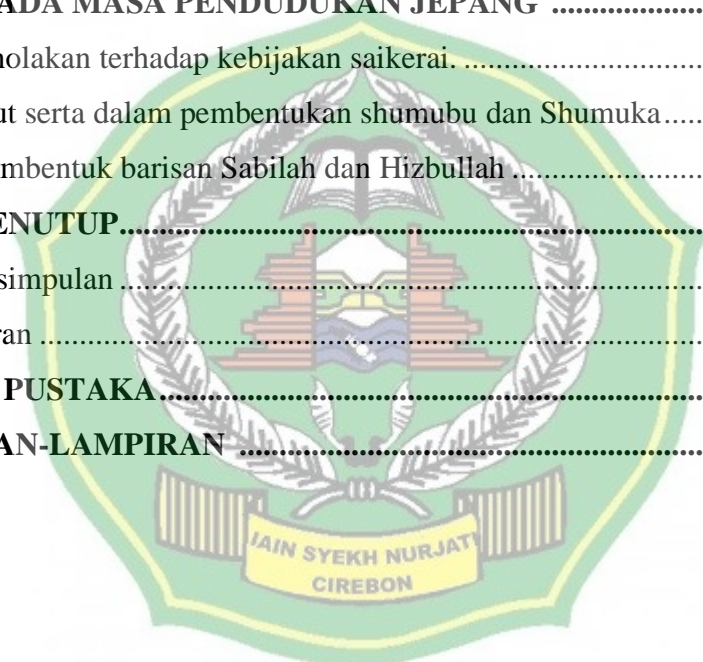 ADA MASA PENDUDUKAN JEPANG ....................
nolakan terhadap kebijakan saikerai. ..............................
ut serta dalam pembentukan shumubu dan Shumuka.....
mbentuk barisan Sabilah dan Hizbullah ........................
ENUTUP.......................................................................
simpulan .........................................................................
ran ..................................................................................
PUSTAKA....................................................................
AN-LAMPIRAN .........................................................
IAIN SYEKH NURJATI
CIREBON